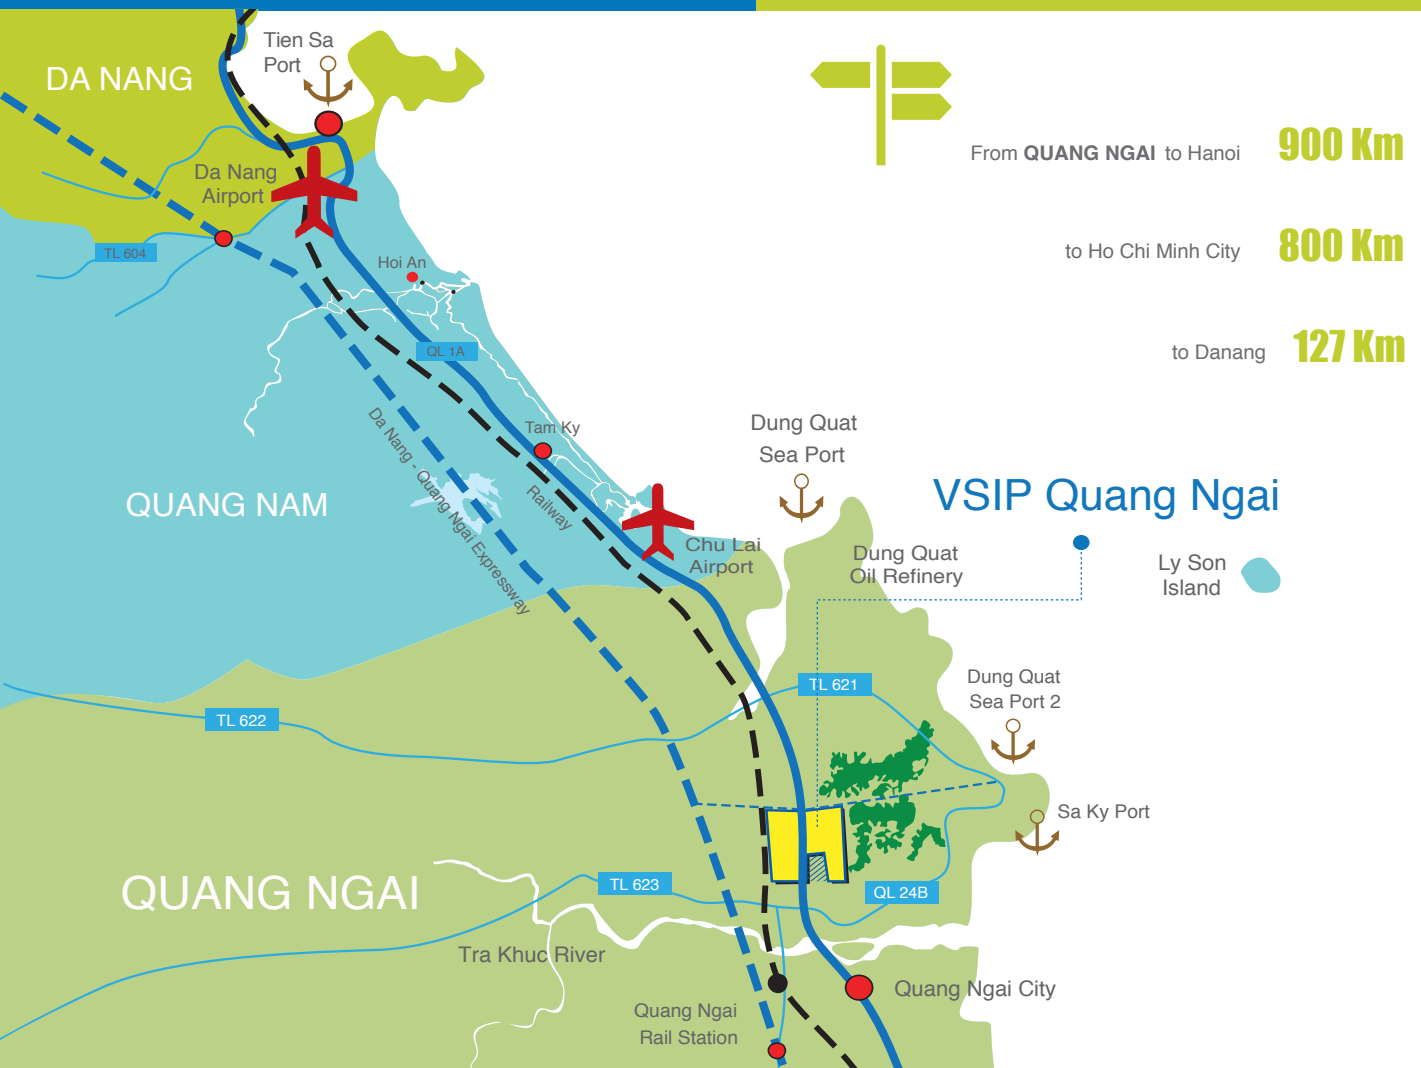 Tien Sa
Port
DA NANG
From QUANG NGAI to Hanoi 900 Km
Da Nang
Airport
TL 604
to Ho Chi Minh City 800 Km
Hoi An
QL 1A
to Danang 127 Km
Da Nang - Quang Ngai Expressway
Tam Ky
Railway
Dung Quat
Sea Port
QUANG NAM
VSIP Quang Ngai
Chu Lai
Airport
Dung Quat
Oil Refinery
Ly Son
Island
TL 621
Dung Quat
Sea Port 2
TL 622
Sa Ky Port
QUANG NGAI
TL 623
QL 24B
Tra Khuc River
Quang Ngai City
Quang Ngai
Rail Station